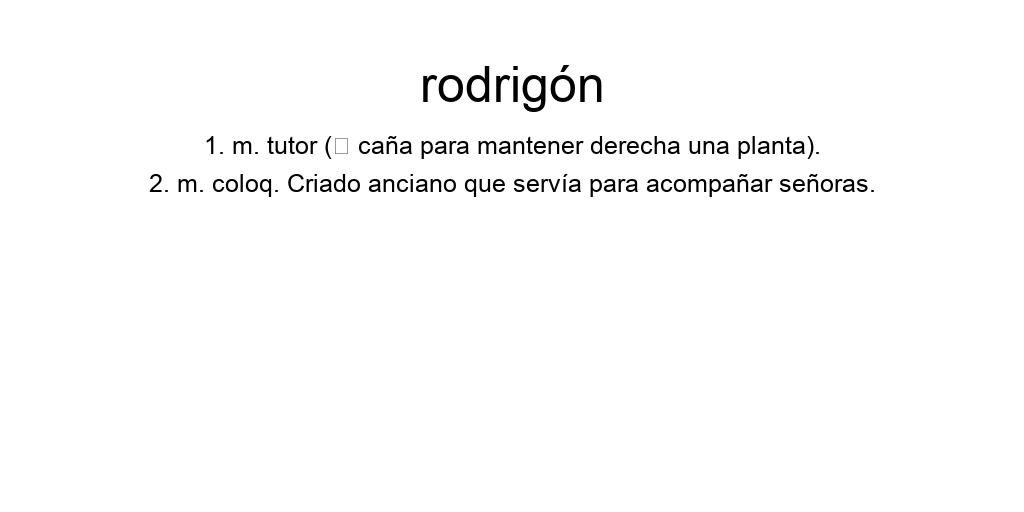 rodrigón
1. m. tutor (□ caña para mantener derecha una planta).
2. m. coloq. Criado anciano que servía para acompañar señoras.